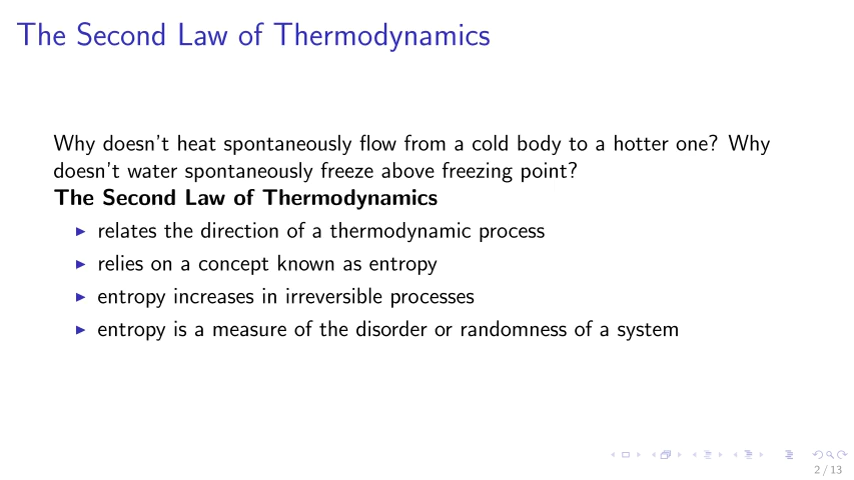 The Second Law of Thermodynamics
Why doesn't heat spontaneously flow from a cold body to a hotter one? Why
doesn't water spontaneously freeze above freezing point?
The Second Law of Thermodynamics
relates the direction of a thermodynamic process
relies on a concept known as entropy
entropy increases in irreversible processes
entropy is a measure of the disorder or randomness of a system
2 / 13